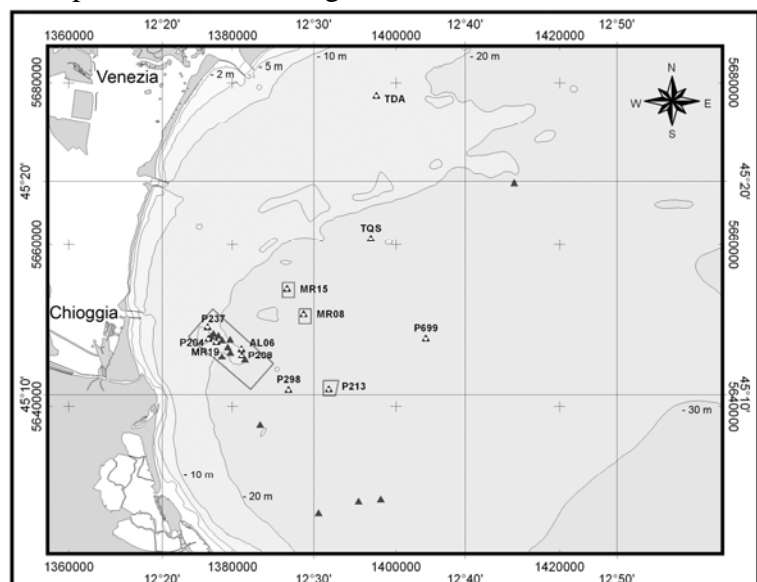 1360000 12°20' 1380000 12°30' 1400000 12°40' 1420000 12°50'
- 2 m - 5 m - 10 m - 20 m
Venezia
5680000 5680000
TDA
N
W E
S
45°20' 45°20'
TQS
5660000 5660000
MR15
Chioggia
P237 MR08
P699
P204 AL06
MR19 P208
P298 P213
45°10' 45°10'
5640000 5640000
- 30 m
- 10 m
- 20 m
1360000 12°20' 1380000 12°30' 1400000 12°40' 1420000 12°50'